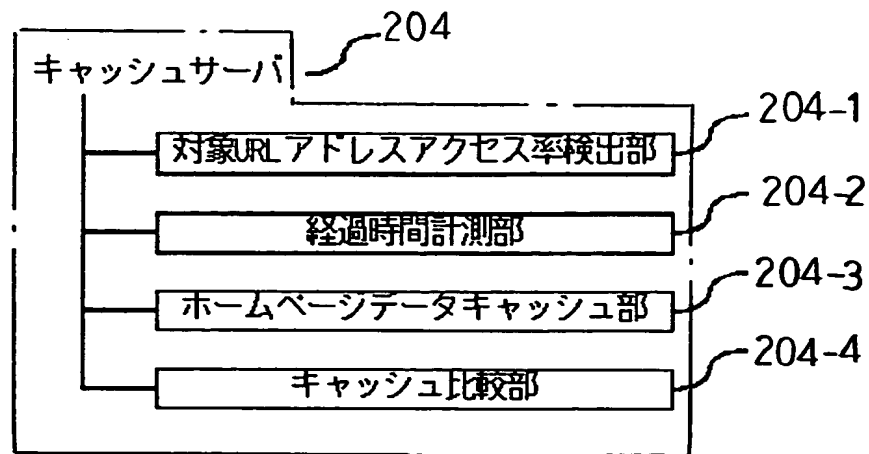 204
キャッシュサーバ
204-1
対象URLアドレスアクセス率検出部
204-2
経過時間計測部
204-3
ホームページデータキャッシュ部
204-4
キャッシュ比較部